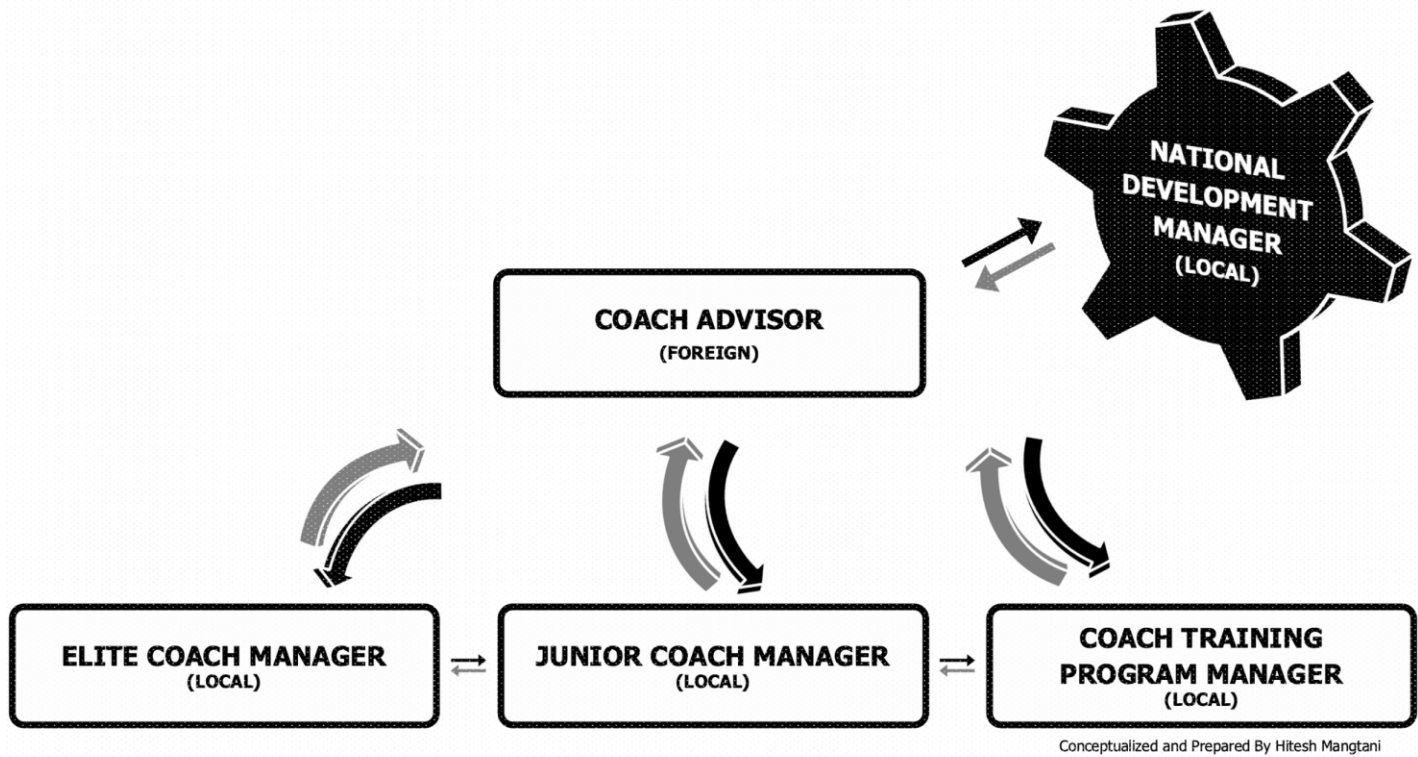 NATIONAL
DEVELOPMENT
MANAGER
(LOCAL)
COACH ADVISOR
(FOREIGN)
ELITE COACH MANAGER
(LOCAL)
JUNIOR COACH MANAGER
(LOCAL)
COACH TRAINING
PROGRAM MANAGER
(LOCAL)
Conceptualized and Prepared By Hitesh Mangtani